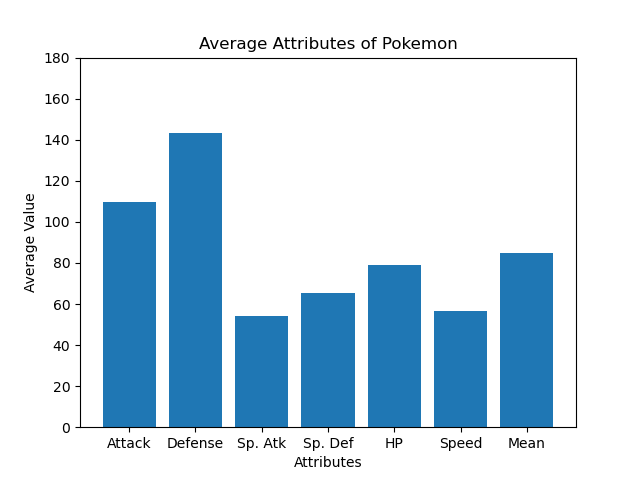 Average Attributes of Pokemon
180
160
140
120
100
80
60
40
20
0
Average Value
Attack Defense Sp. Atk Sp. Def HP Speed Mean
Attributes